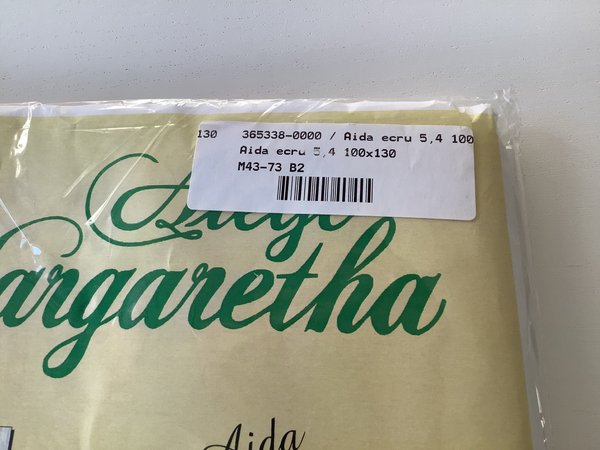 130 365338-0000 / Aida ecru 5,4 100
Aida ecru 5,4 100x130
M43-73 B2
argaretha
Aida